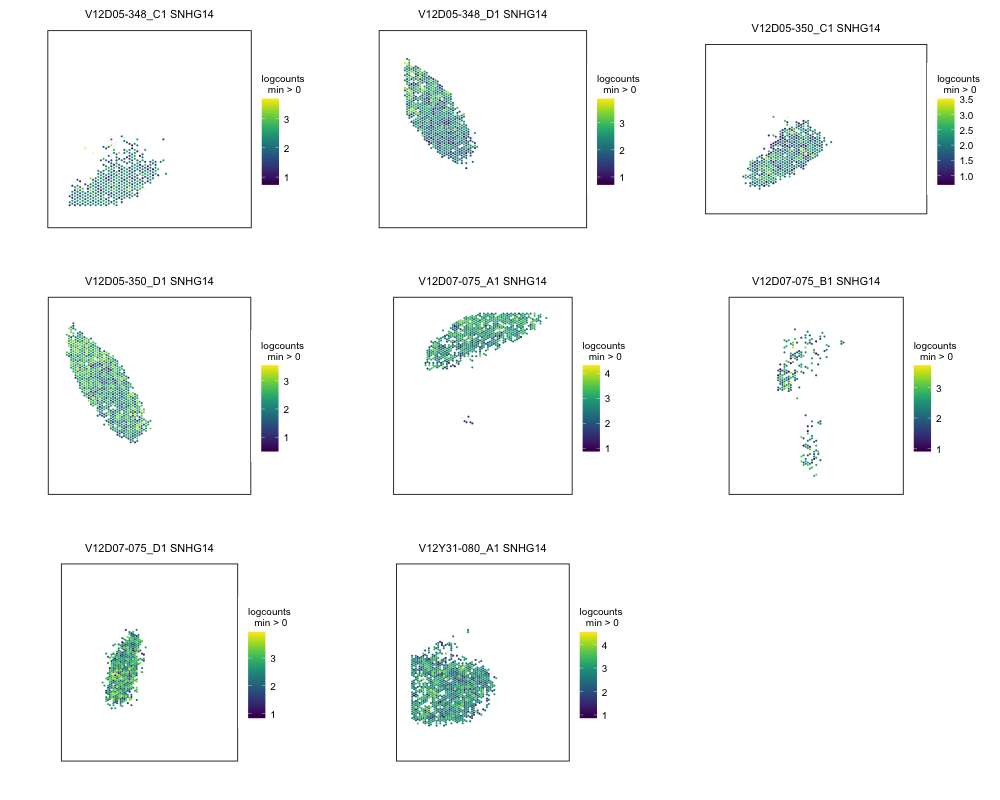 V12D05-348_C1 SNHG14
logcounts
min > 0
3
2
1
V12D05-348_D1 SNHG14
logcounts
min > 0
3
2
1
V12D05-350_C1 SNHG14
logcounts
min > 0
3.5
3.0
2.5
2.0
1.5
1.0
V12D05-350_D1 SNHG14
logcounts
min > 0
3
2
1
V12D07-075_A1 SNHG14
logcounts
min > 0
4
3
2
1
V12D07-075_B1 SNHG14
logcounts
min > 0
3
2
1
V12D07-075_D1 SNHG14
logcounts
min > 0
3
2
1
V12Y31-080_A1 SNHG14
logcounts
min > 0
4
3
2
1